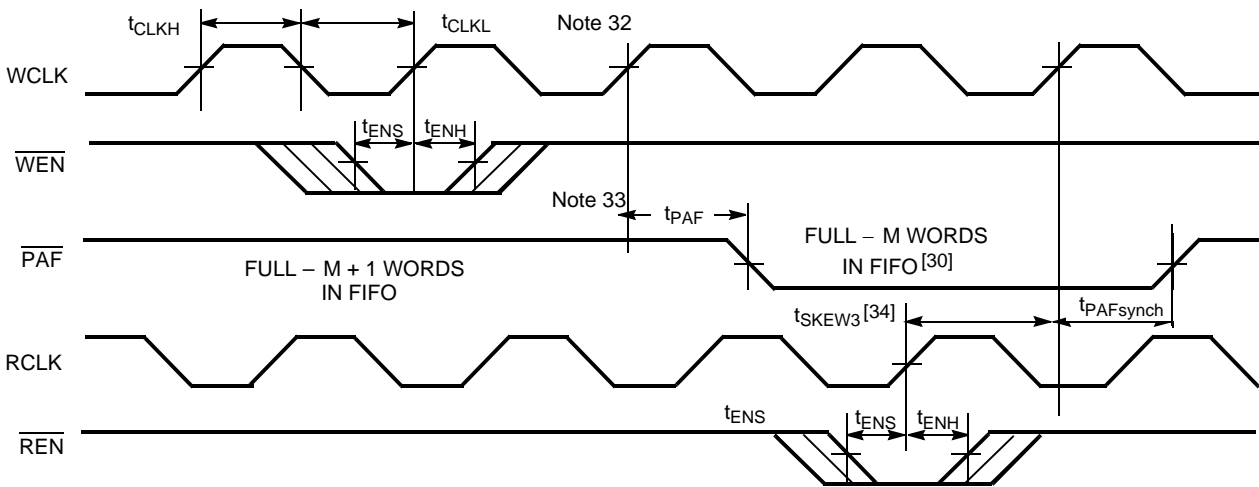 tCLKH
tCLKL
Note 32
WCLK
tENS
tENH
WEN
Note 33
tPAF
PAF
FULL – M + 1 WORDS
IN FIFO
FULL – M WORDS
IN FIFO[30]
tSKEW3[34]
tPAFsynch
RCLK
tENS
tENS
tENH
REN